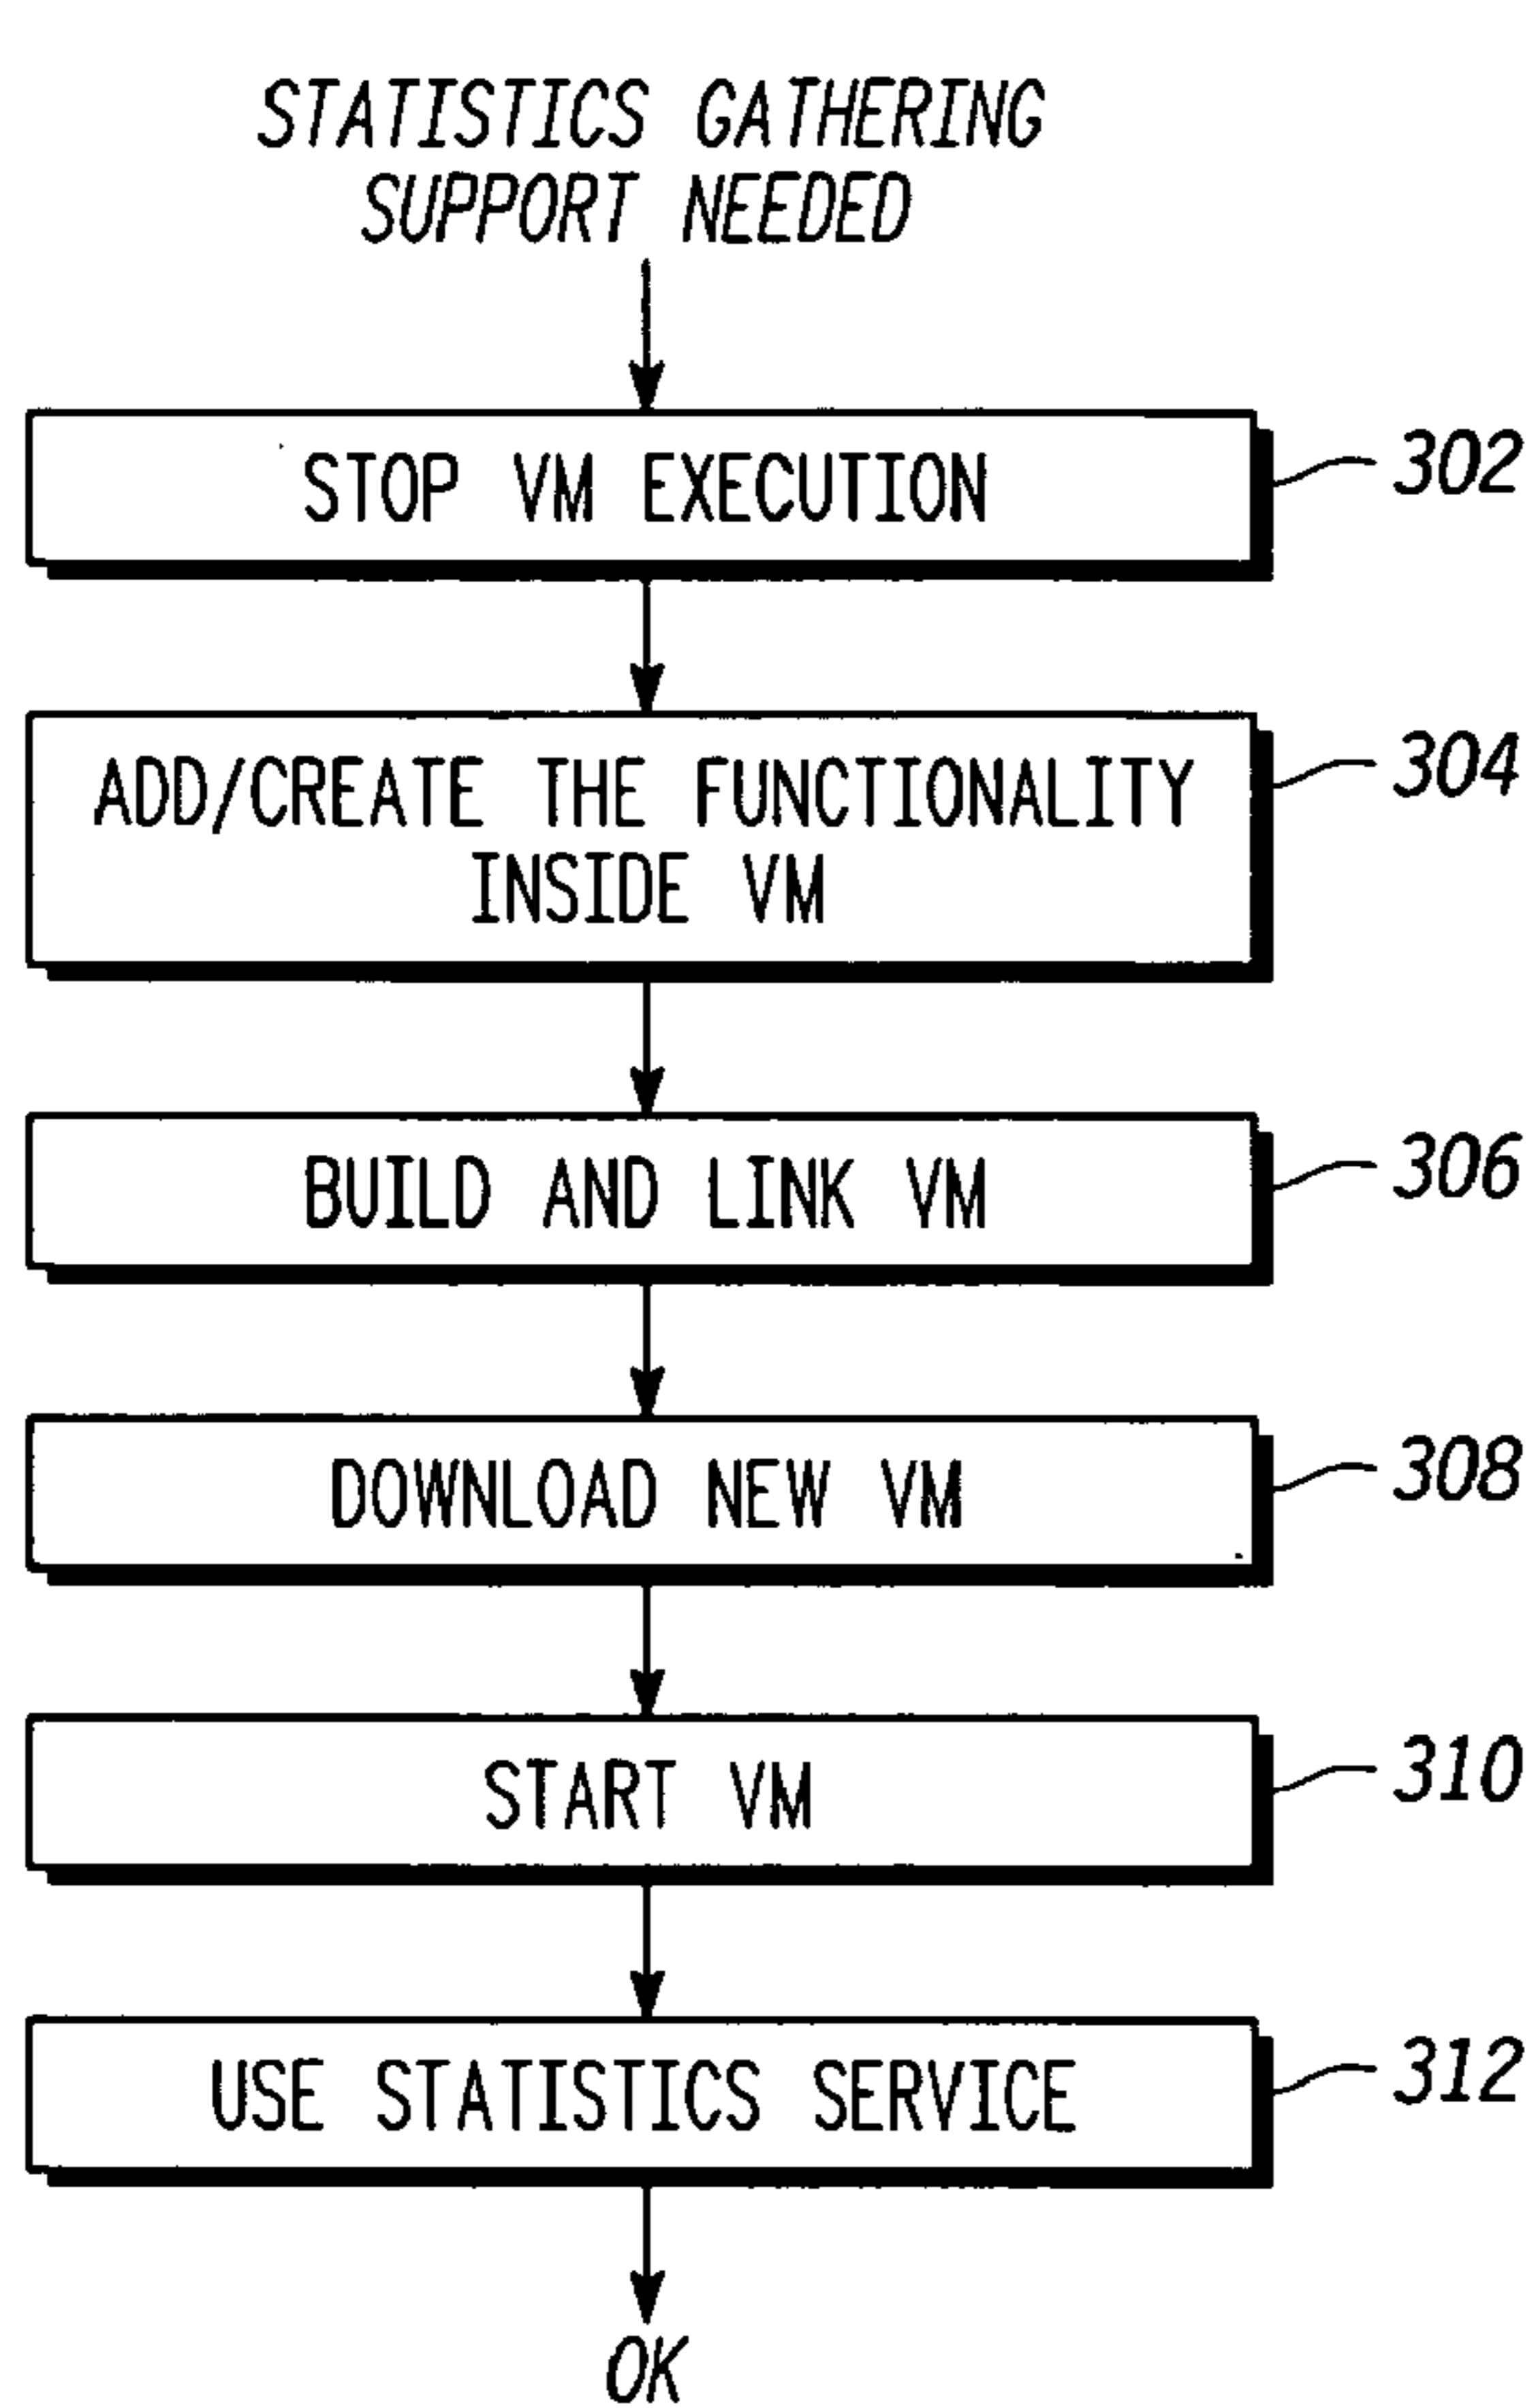 STATISTICS GATHERING
SUPPORT NEEDED
STOP VM EXECUTION
302
ADD/CREATE THE FUNCTIONALITY
INSIDE VM
304
BUILD AND LINK VM
306
DOWNLOAD NEW VM
308
START VM
310
USE STATISTICS SERVICE
312
OK